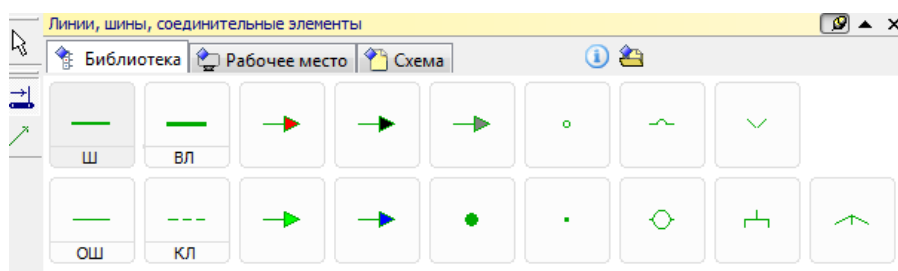 Линии, шины, соединительные элементы
Библиотека Рабочее место Схема
Ш ВЛ
ОШ КЛ